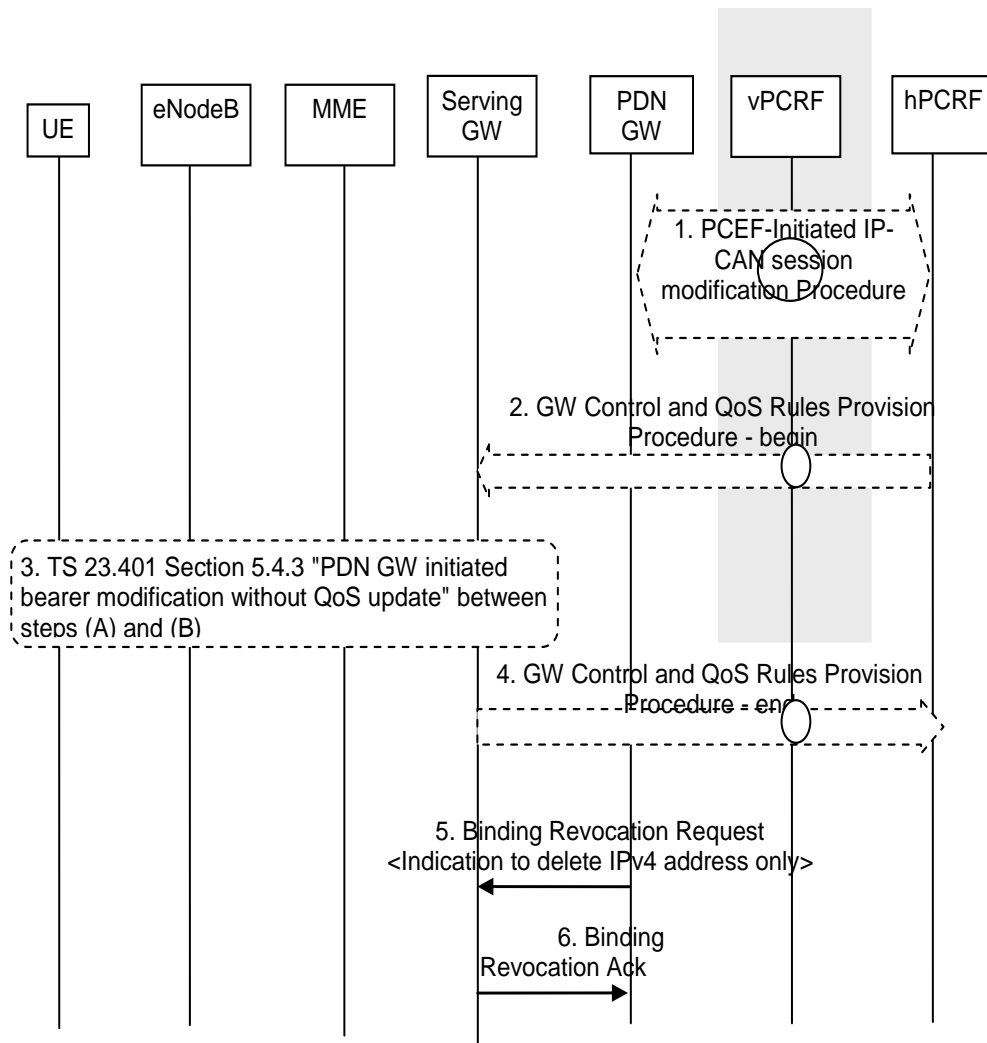 UE
eNodeB
MME
Serving
GW
PDN
GW
vPCRF
hPCRF
1. PCEF-Initiated IP-
CAN session
modification Procedure
2. GW Control and QoS Rules Provision
Procedure - begin
3. TS 23.401 Section 5.4.3 "PDN GW initiated
bearer modification without QoS update" between
steps (A) and (B)
4. GW Control and QoS Rules Provision
Procedure - end
5. Binding Revocation Request
<Indication to delete IPv4 address only>
6. Binding
Revocation Ack